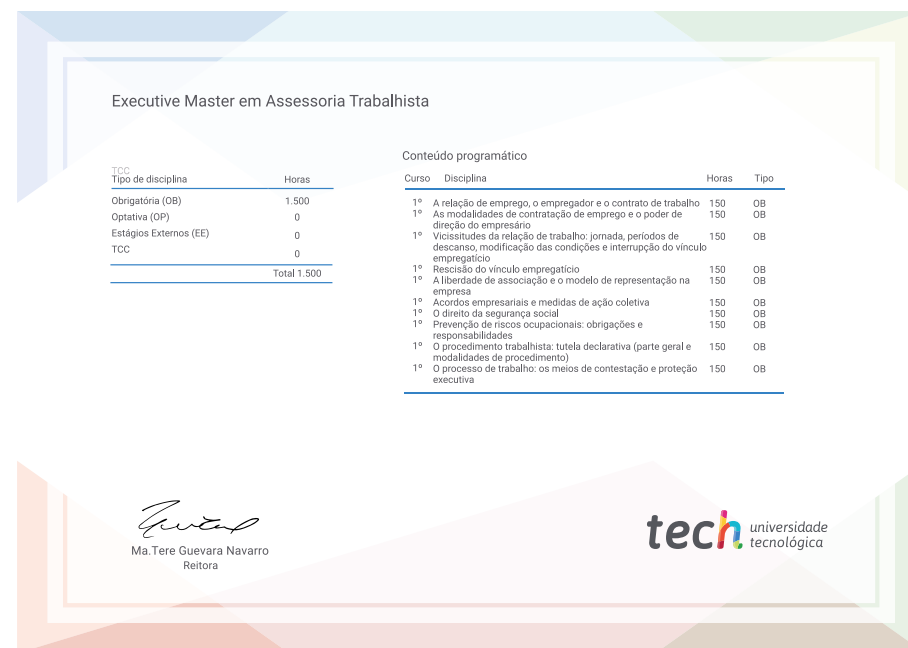 Executive Master em Assessoria Trabalhista
TCC
Tipo de disciplina Horas
Obrigatória (OB) 1.500
Optativa (OP) 0
Estágios Externos (EE) 0
TCC 0
Total 1.500
Conteúdo programático
Curso Disciplina Horas Tipo
1º A relação de emprego, o empregador e o contrato de trabalho 150 OB
1º As modalidades de contratação de emprego e o poder de 150 OB
direção do empresário
1º Vicissitudes da relação de trabalho: jornada, períodos de 150 OB
descanso, modificação das condições e interrupção do vínculo
empregatício
1º Rescisão do vínculo empregatício 150 OB
1º A liberdade de associação e o modelo de representação na 150 OB
empresa
1º Acordos empresariais e medidas de ação coletiva 150 OB
1º O direito da segurança social 150 OB
1º Prevenção de riscos ocupacionais: obrigações e 150 OB
responsabilidades
1º O procedimento trabalhista: tutela declarativa (parte geral e 150 OB
modalidades de procedimento)
1º O processo de trabalho: os meios de contestação e proteção 150 OB
executiva
Ma.Tere Guevara Navarro
Reitora
tech universidade
tecnológica